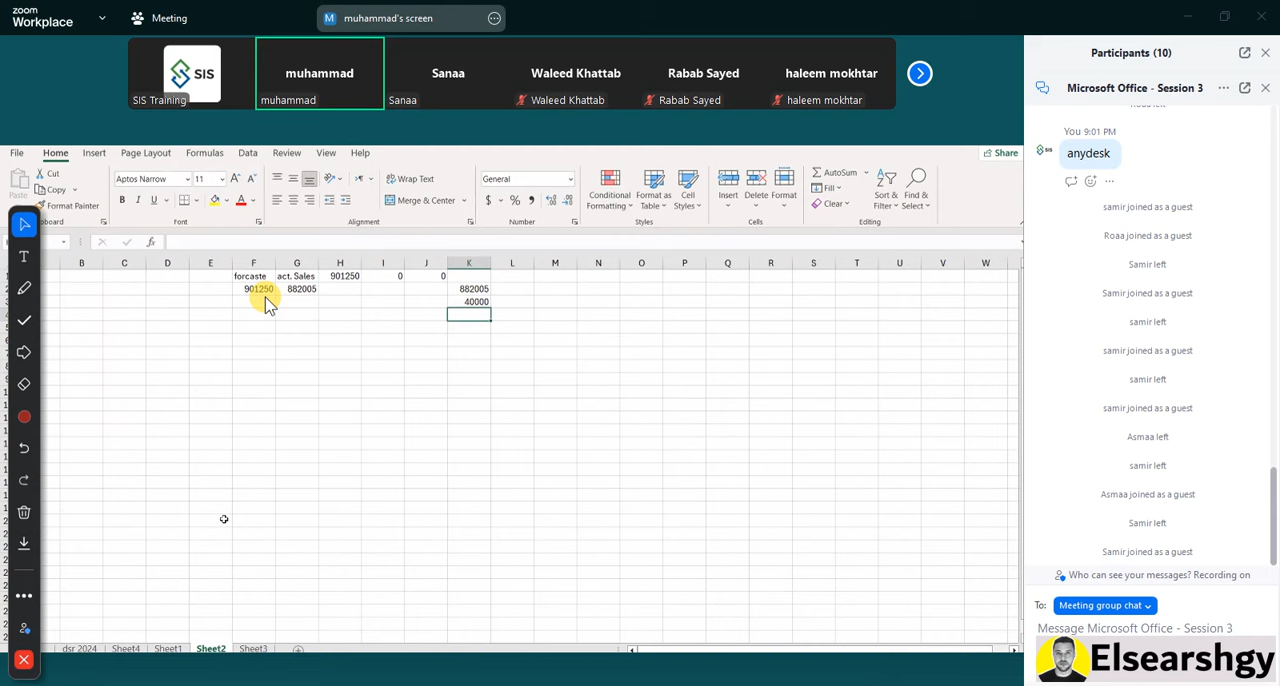 zoom
Workplace
Meeting
M muhammad's screen
SIS
SIS Training
muhammad
muhammad
Sanaa
Sanaa
Waleed Khattab
Waleed Khattab
Rabab Sayed
Rabab Sayed
haleem mokhtar
haleem mokhtar
Participants (10)
Microsoft Office - Session 3
You 9:01 PM
SIS
anydesk
samir joined as a guest
Roaa joined as a guest
Samir left
Samir joined as a guest
samir left
samir joined as a guest
samir left
samir joined as a guest
Asmaa left
samir left
Asmaa joined as a guest
Samir left
Samir joined as a guest
Who can see your messages? Recording on
To: Meeting group chat
Message Microsoft Office - Session 3
Elsearshgy
File Home Insert Page Layout Formulas Data Review View Help
Share
Paste
Cut
Copy
Format Painter
Aptos Narrow 11
B I U
Wrap Text
Merge & Center
General
$ %
Conditional Formatting
Format as Table
Cell Styles
Insert Delete Format
AutoSum
Fill
Clear
Sort & Filter
Find & Select
Font Alignment Number Styles Cells Editing
fx
B C D E F G H I J K L M N O P Q R S T U V W
forcaste act. Sales 901250 0 0
901250 882005 882005
40000
dsr 2024 Sheet4 Sheet1 Sheet2 Sheet3